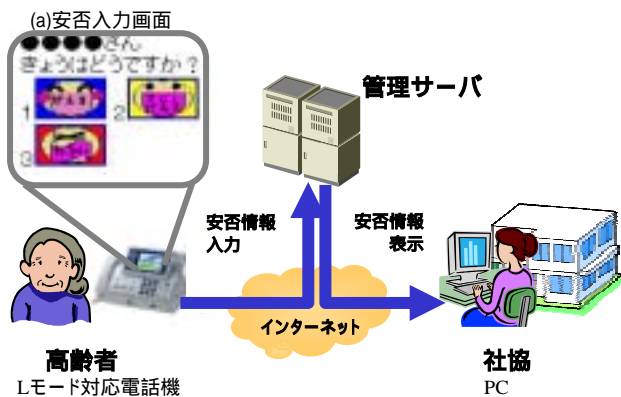 (a)安否入力画面
●●●●さん
きょうはどうですか？
1
2
3
管理サーバ
安否情報
入力
安否情報
表示
インターネット
高齢者
Lモード対応電話機
社協
PC